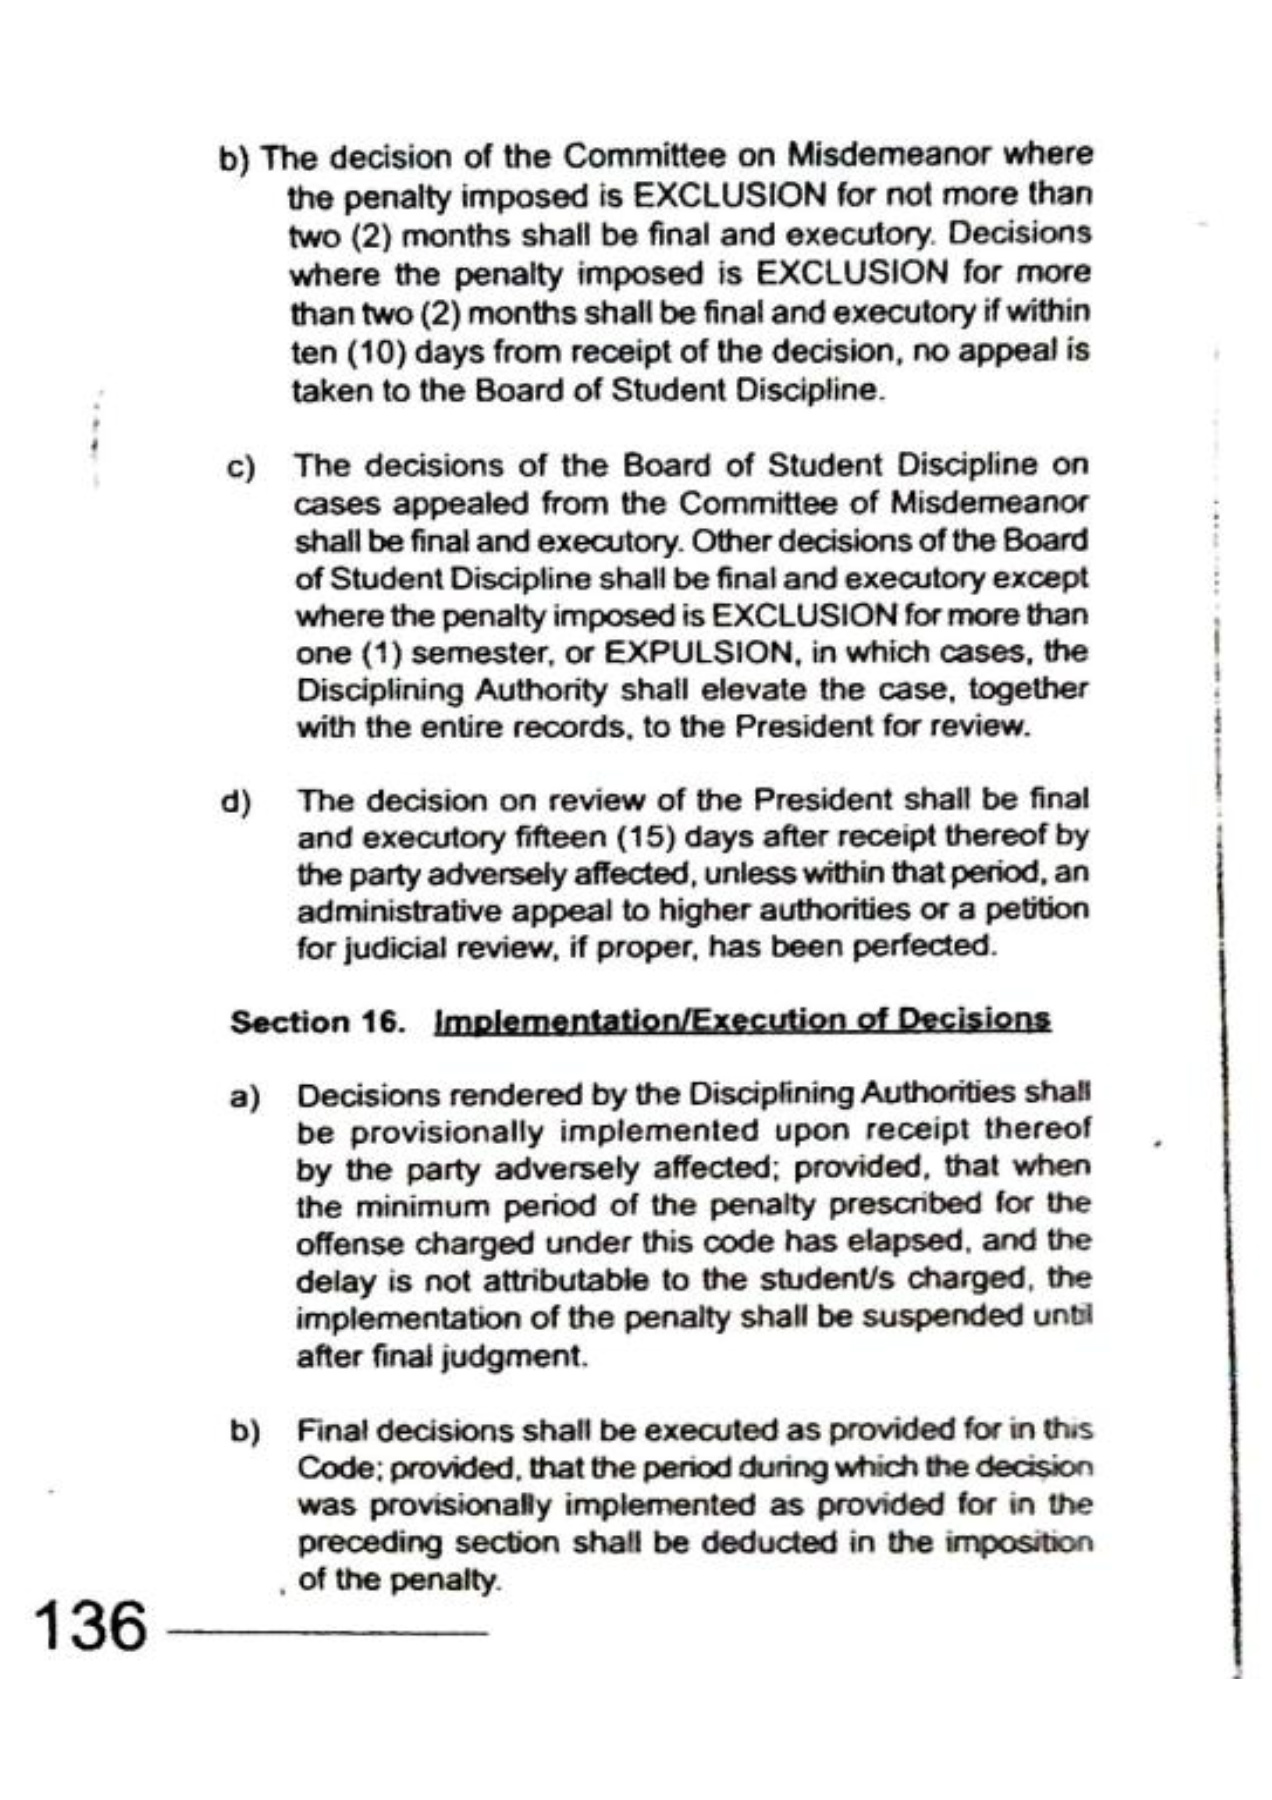 b) The decision of the Committee on Misdemeanor where
the penalty imposed is EXCLUSION for not more than
two (2) months shall be final and executory. Decisions
where the penalty imposed is EXCLUSION for more
than two (2) months shall be final and executory if within
ten (10) days from receipt of the decision, no appeal is
taken to the Board of Student Discipline.
c) The decisions of the Board of Student Discipline on
cases appealed from the Committee of Misdemeanor
shall be final and executory. Other decisions of the Board
of Student Discipline shall be final and executory except
where the penalty imposed is EXCLUSION for more than
one (1) semester, or EXPULSION, in which cases, the
Disciplining Authority shall elevate the case, together
with the entire records, to the President for review.
d) The decision on review of the President shall be final
and executory fifteen (15) days after receipt thereof by
the party adversely affected, unless within that period, an
administrative appeal to higher authorities or a petition
for judicial review, if proper, has been perfected.
Section 16. Implementation/Execution of Decisions
a) Decisions rendered by the Disciplining Authorities shall
be provisionally implemented upon receipt thereof
by the party adversely affected; provided, that when
the minimum period of the penalty prescribed for the
offense charged under this code has elapsed, and the
delay is not attributable to the student/s charged, the
implementation of the penalty shall be suspended until
after final judgment.
b) Final decisions shall be executed as provided for in this
Code; provided, that the period during which the decision
was provisionally implemented as provided for in the
preceding section shall be deducted in the imposition
of the penalty.
136